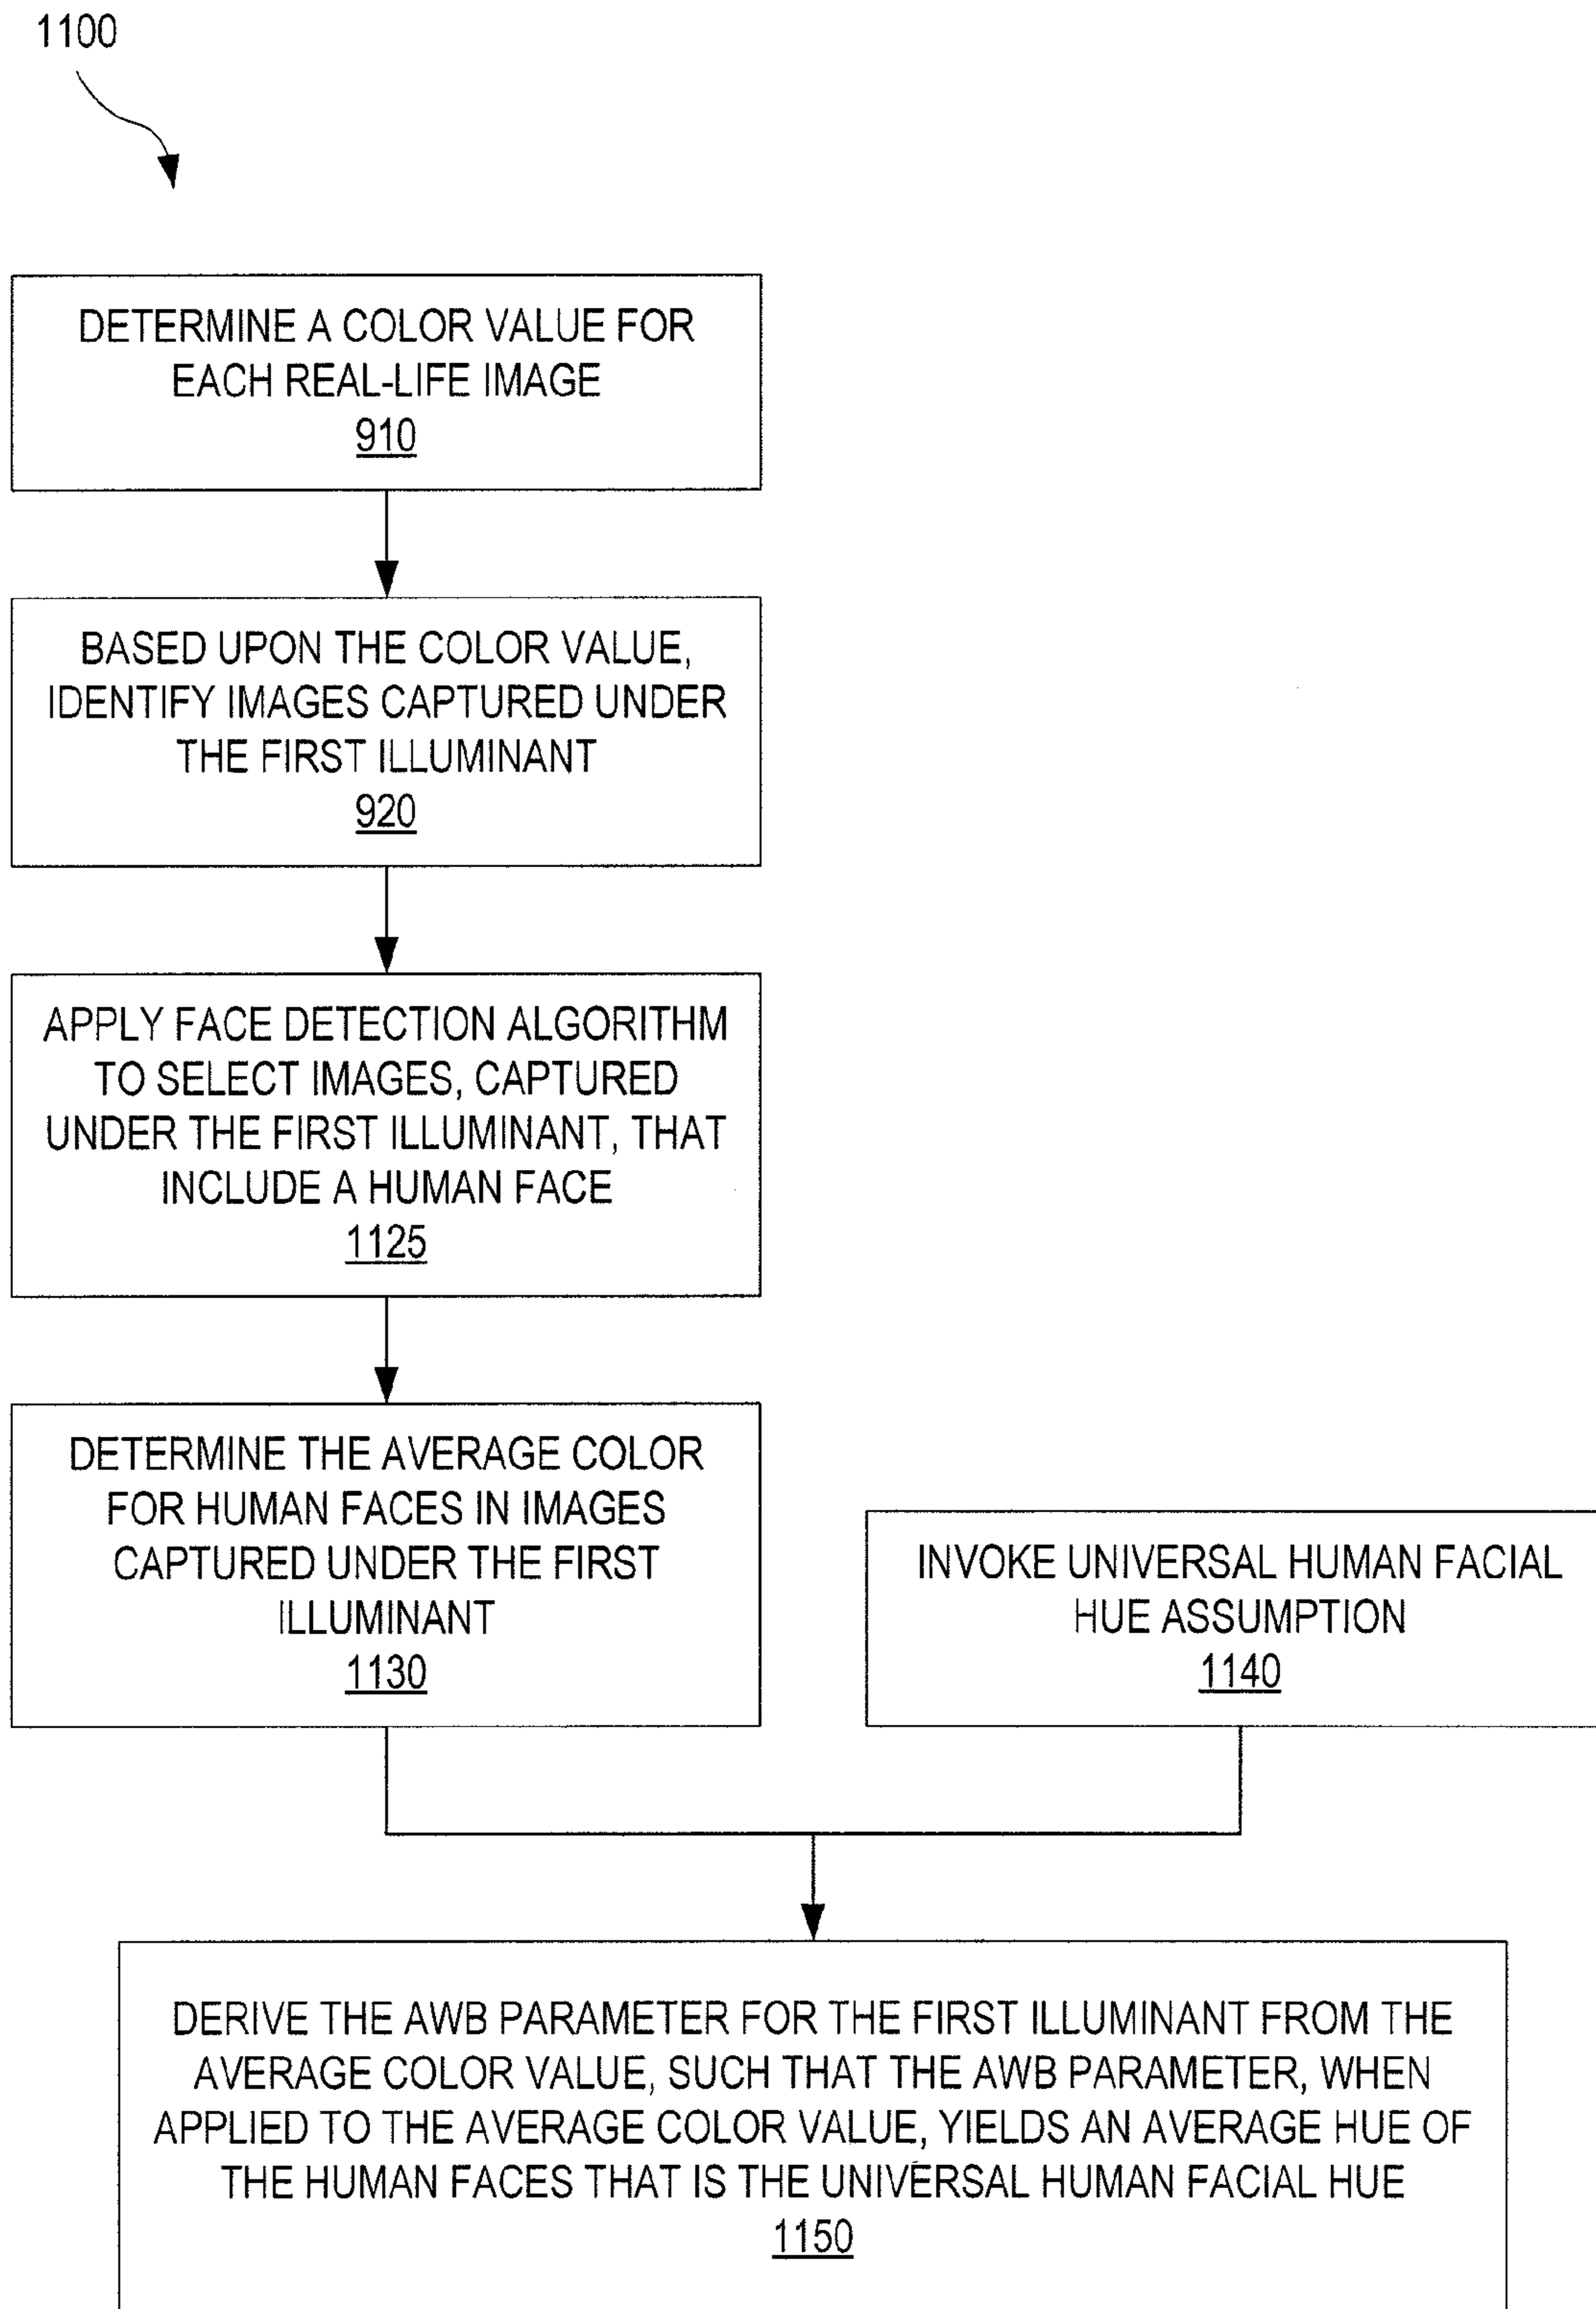 1100
DETERMINE A COLOR VALUE FOR
EACH REAL-LIFE IMAGE
910
BASED UPON THE COLOR VALUE,
IDENTIFY IMAGES CAPTURED UNDER
THE FIRST ILLUMINANT
920
APPLY FACE DETECTION ALGORITHM
TO SELECT IMAGES, CAPTURED
UNDER THE FIRST ILLUMINANT, THAT
INCLUDE A HUMAN FACE
1125
DETERMINE THE AVERAGE COLOR
FOR HUMAN FACES IN IMAGES
CAPTURED UNDER THE FIRST
ILLUMINANT
1130
INVOKE UNIVERSAL HUMAN FACIAL
HUE ASSUMPTION
1140
DERIVE THE AWB PARAMETER FOR THE FIRST ILLUMINANT FROM THE
AVERAGE COLOR VALUE, SUCH THAT THE AWB PARAMETER, WHEN
APPLIED TO THE AVERAGE COLOR VALUE, YIELDS AN AVERAGE HUE OF
THE HUMAN FACES THAT IS THE UNIVERSAL HUMAN FACIAL HUE
1150